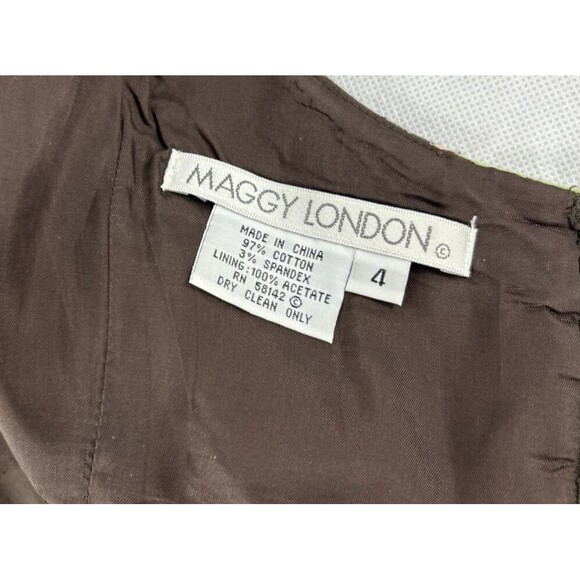 MAGGY LONDON ©
MADE IN CHINA
97% COTTON
3% SPANDEX
LINING:100% ACETATE
RN 58142 ©
DRY CLEAN ONLY
4